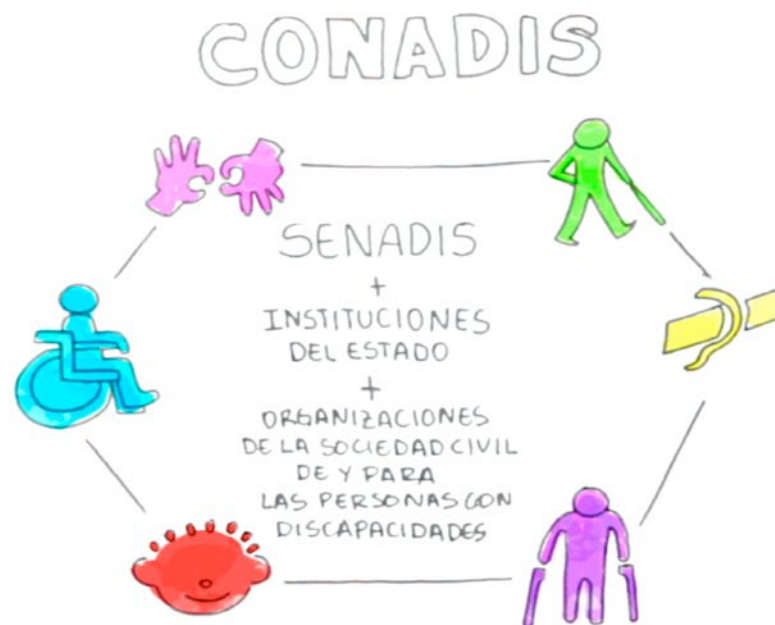 CONADIS
SENADIS
+
INSTITUCIONES
DEL ESTADO
+
ORGANIZACIONES
DE LA SOCIEDAD CIVIL
DE Y PARA
LAS PERSONAS CON
DISCAPACIDADES